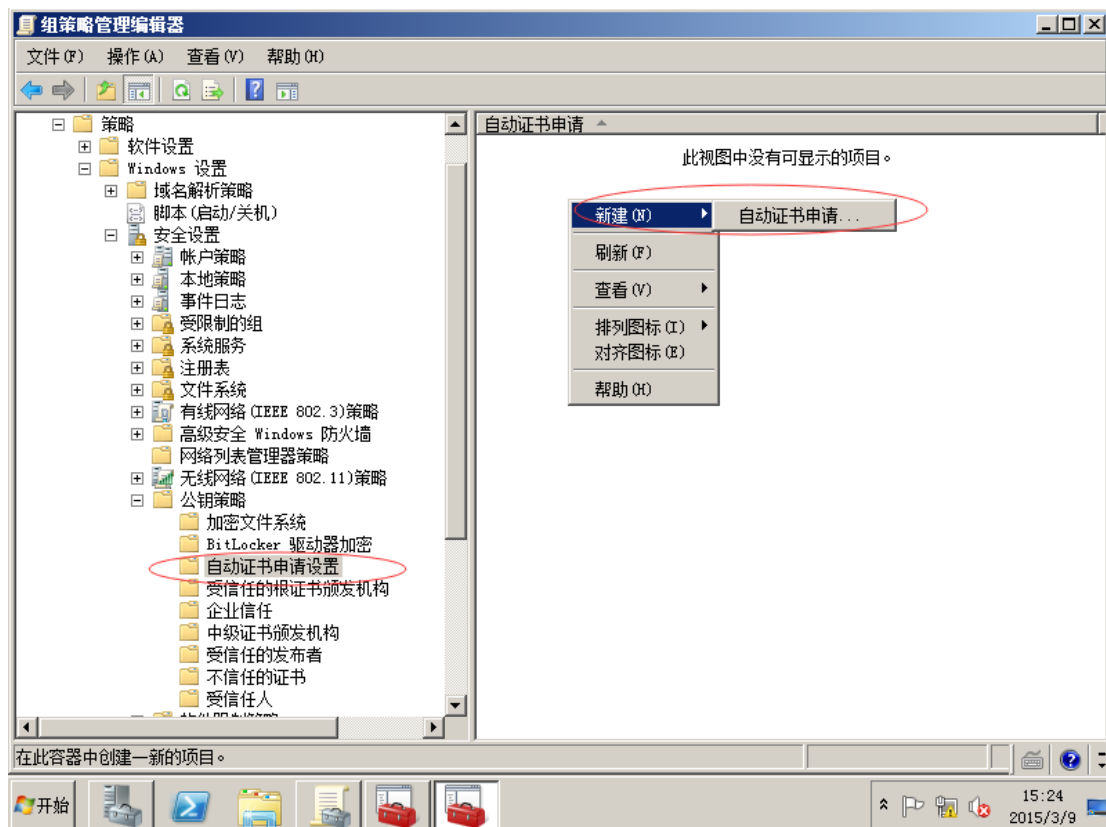 组策略管理编辑器
文件(F) 操作(A) 查看(V) 帮助(H)
策略
软件设置
Windows 设置
域名解析策略
脚本(启动/关机)
安全设置
帐户策略
本地策略
事件日志
受限制的组
系统服务
注册表
文件系统
有线网络(IEEE 802.3)策略
高级安全 Windows 防火墙
网络列表管理器策略
无线网络(IEEE 802.11)策略
公钥策略
加密文件系统
BitLocker 驱动器加密
自动证书申请设置
受信任的根证书颁发机构
企业信任
中级证书颁发机构
受信任的发布者
不信任的证书
受信任人
自动证书申请
此视图中没有可显示的项目。
新建(N)
自动证书申请...
刷新(F)
查看(V)
排列图标(I)
对齐图标(E)
帮助(H)
在此容器中创建一新的项目。
开始
15:24
2015/3/9